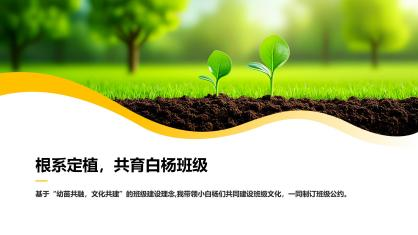 根系定植，共育白杨班级
基于“幼苗共融，文化共建”的班级建设理念,我带领小白杨们共同建设班级文化，一同制订班级公约。